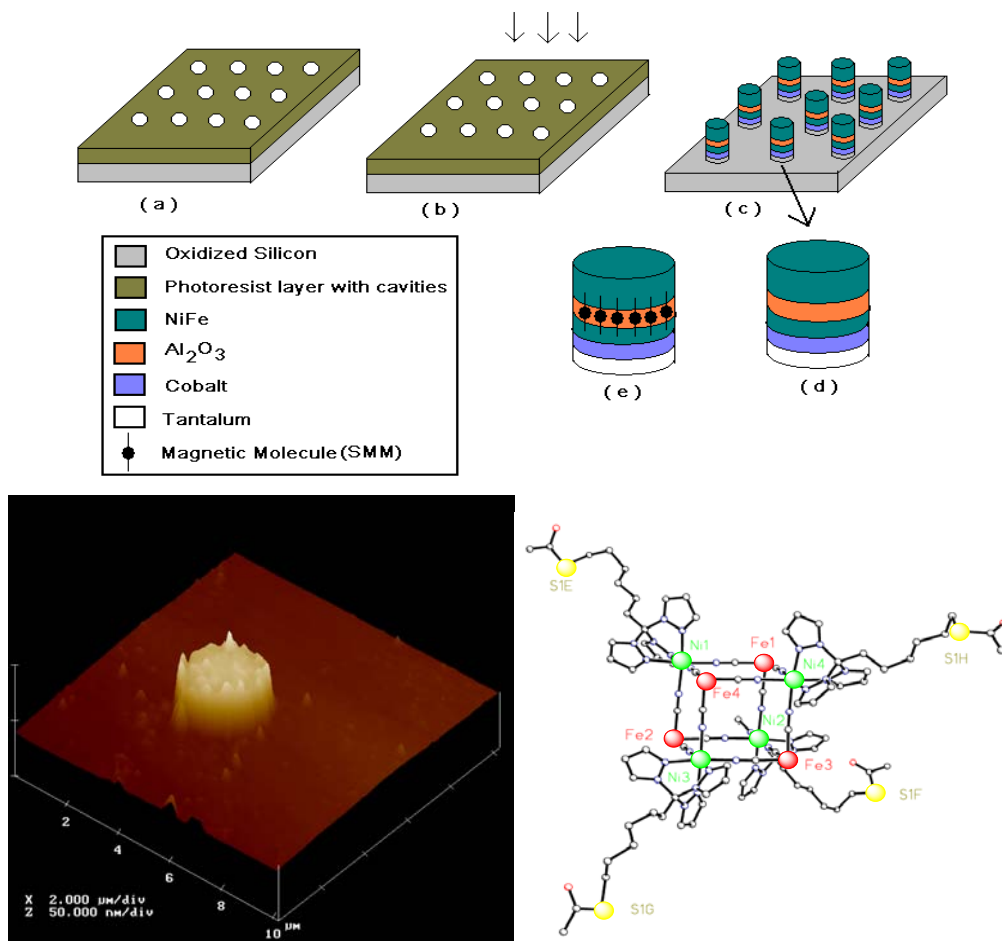 ( a )
( b )
( c )
Oxidized Silicon
Photoresist layer with cavities
NiFe
Al2O3
Cobalt
Tantalum
Magnetic Molecule (SMM)
( e )
( d )
2
4
6
8
10 µm
X 2.000 µm/div
Z 50.000 nm/div
S1E
Ni1
Fe1
Ni4
S1H
Fe4
Fe2
Ni2
Ni3
Fe3
S1F
S1G